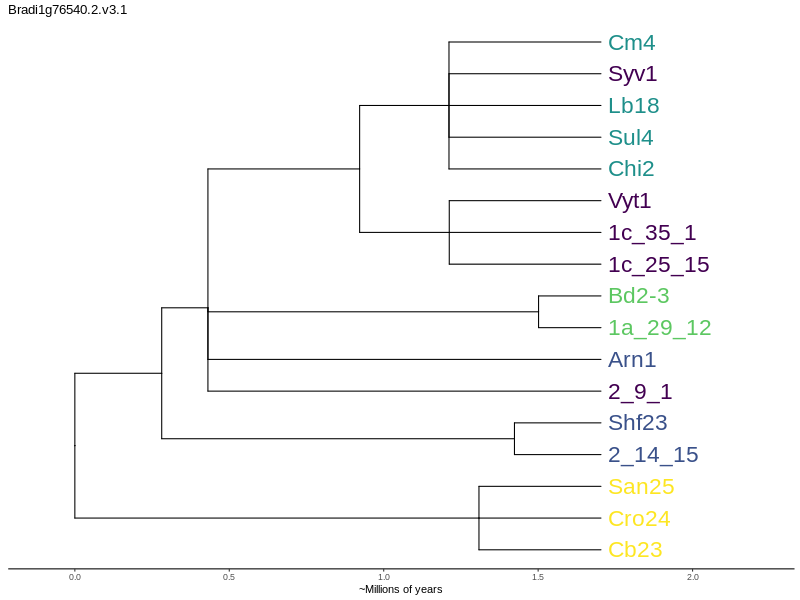 Bradi1g76540.2.v3.1
Cm4
Syv1
Lb18
Sul4
Chi2
Vyt1
1c_35_1
1c_25_15
Bd2-3
1a_29_12
Arn1
2_9_1
Shf23
2_14_15
San25
Cro24
Cb23
0.0 0.5 1.0 1.5 2.0
~Millions of years